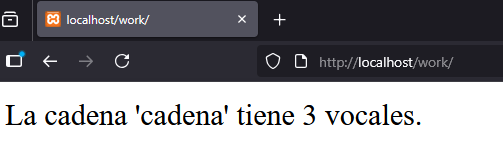 localhost/work/
http://localhost/work/
La cadena 'cadena' tiene 3 vocales.